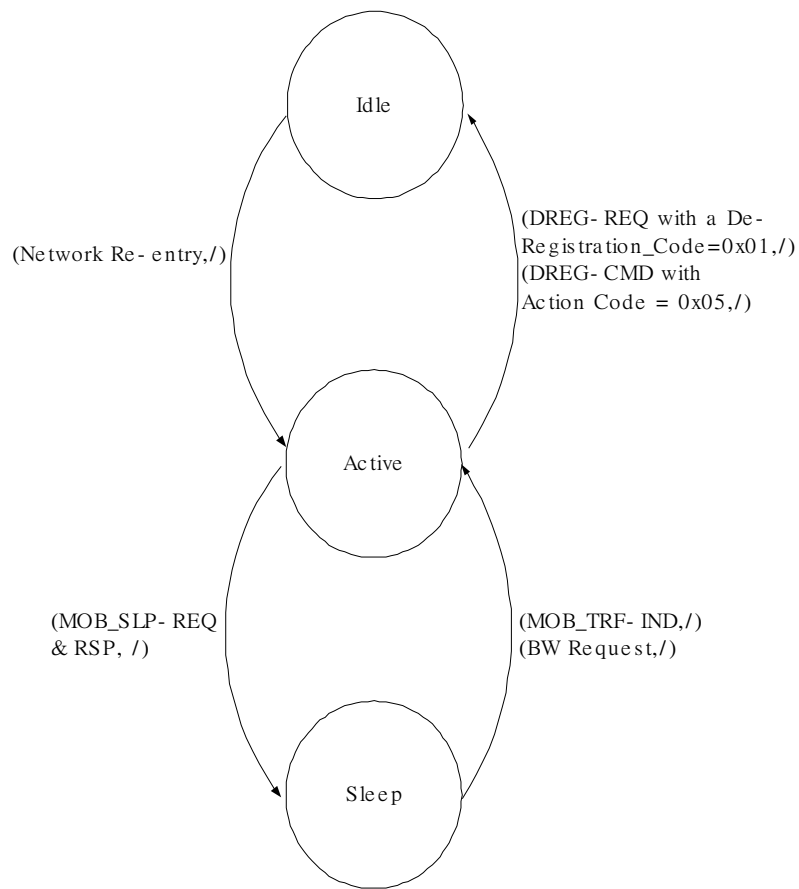 Idle
(Network Re-entry,/)
(DREG-REQ with a De-
Registration_Code=0x01,/)
(DREG-CMD with
Action Code = 0x05,/)
Active
(MOB_SLP-REQ
& RSP, /)
(MOB_TRF-IND,/)
(BW Request,/)
Sleep